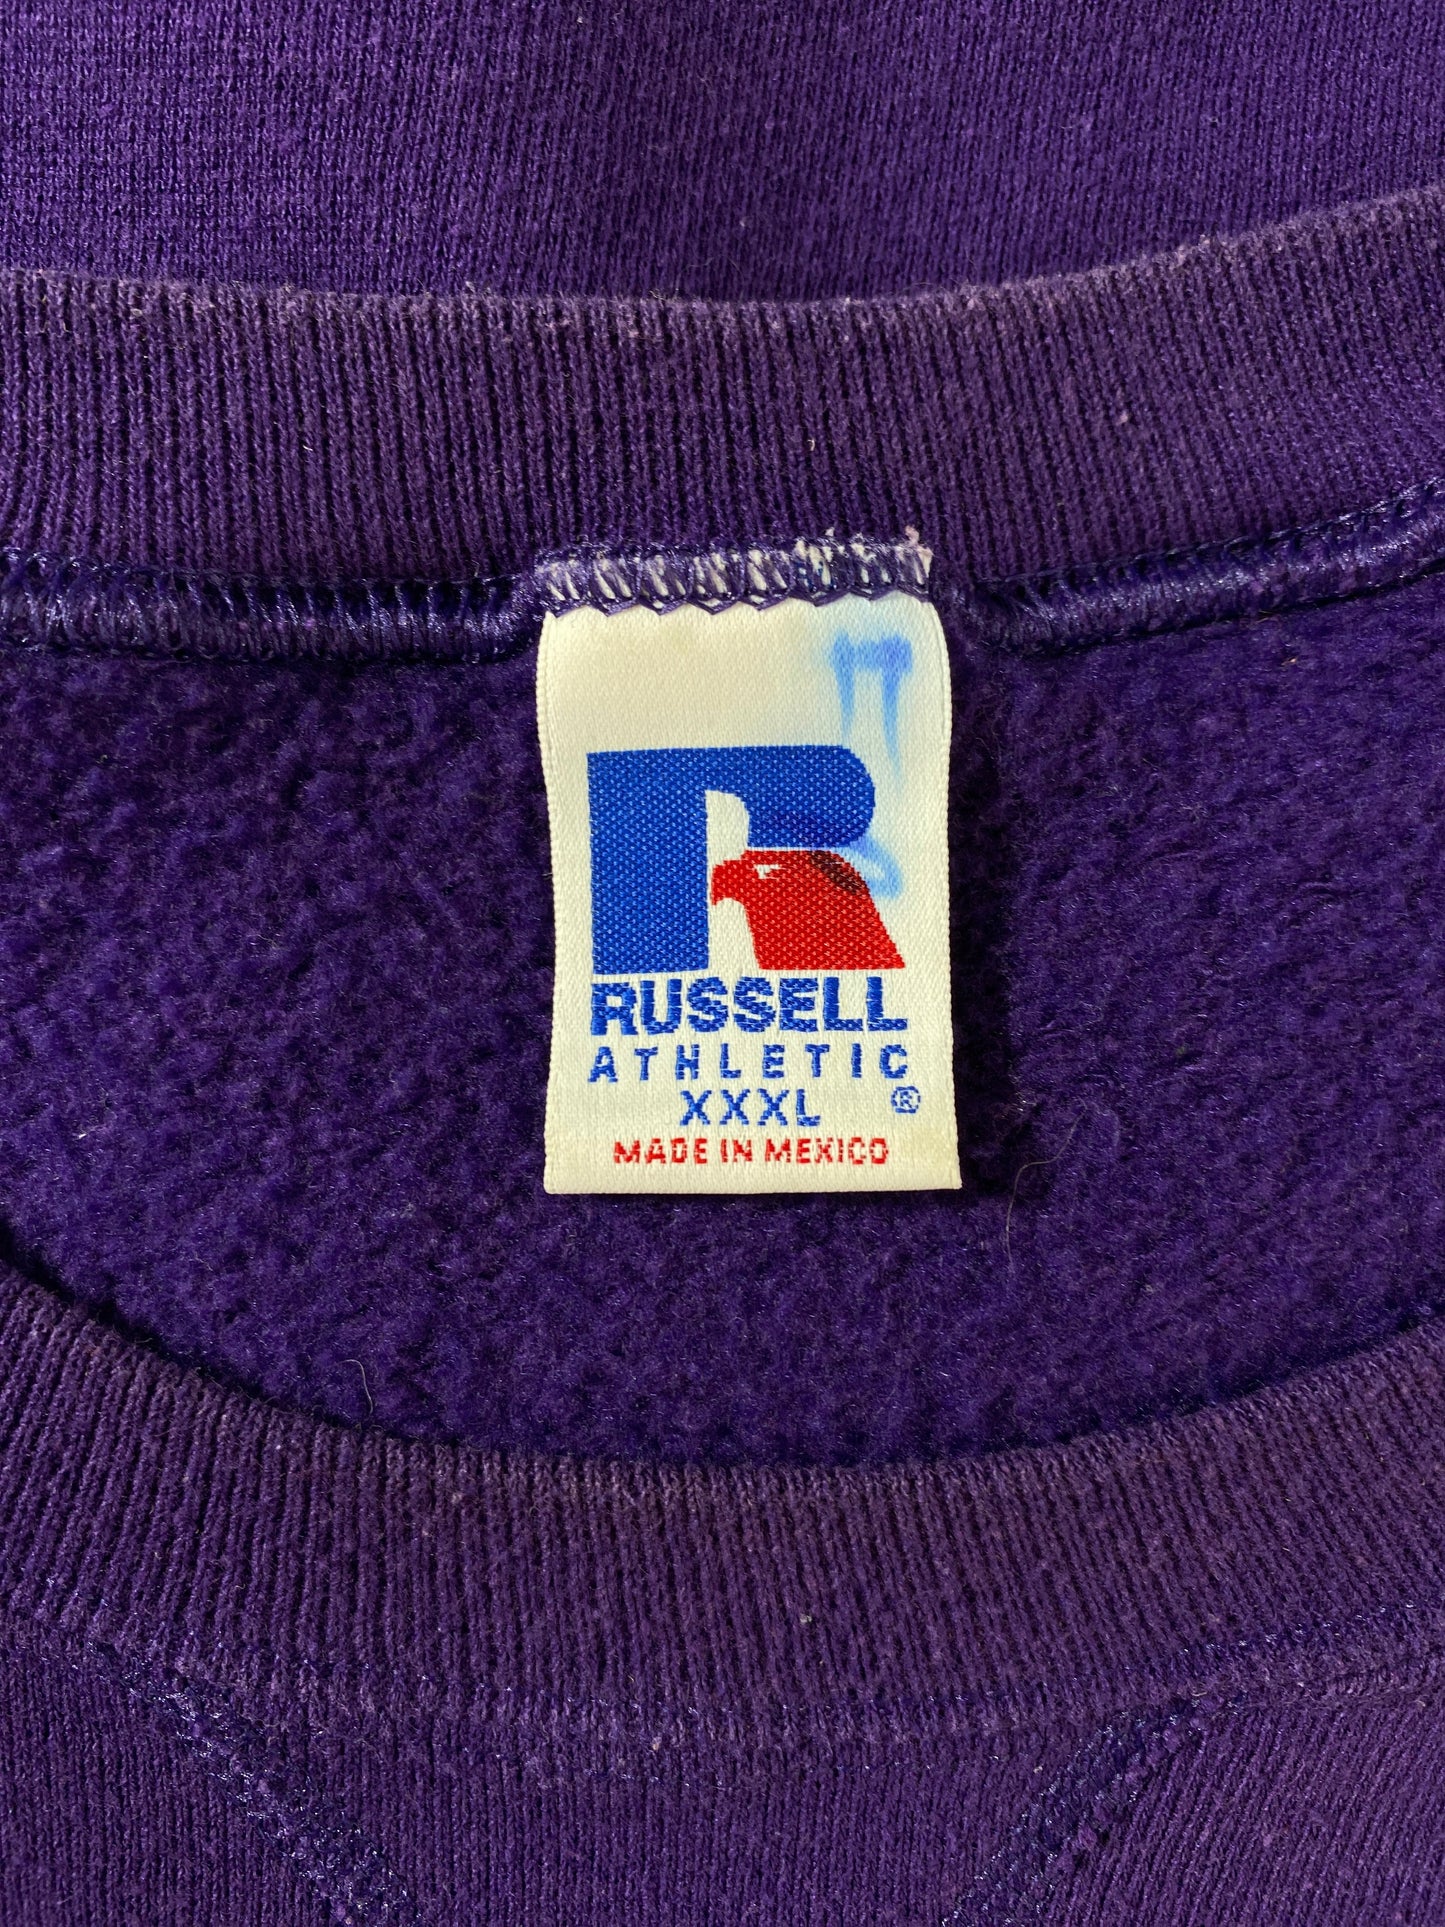 RUSSELL
ATHLETIC
XXXL ®
MADE IN MEXICO